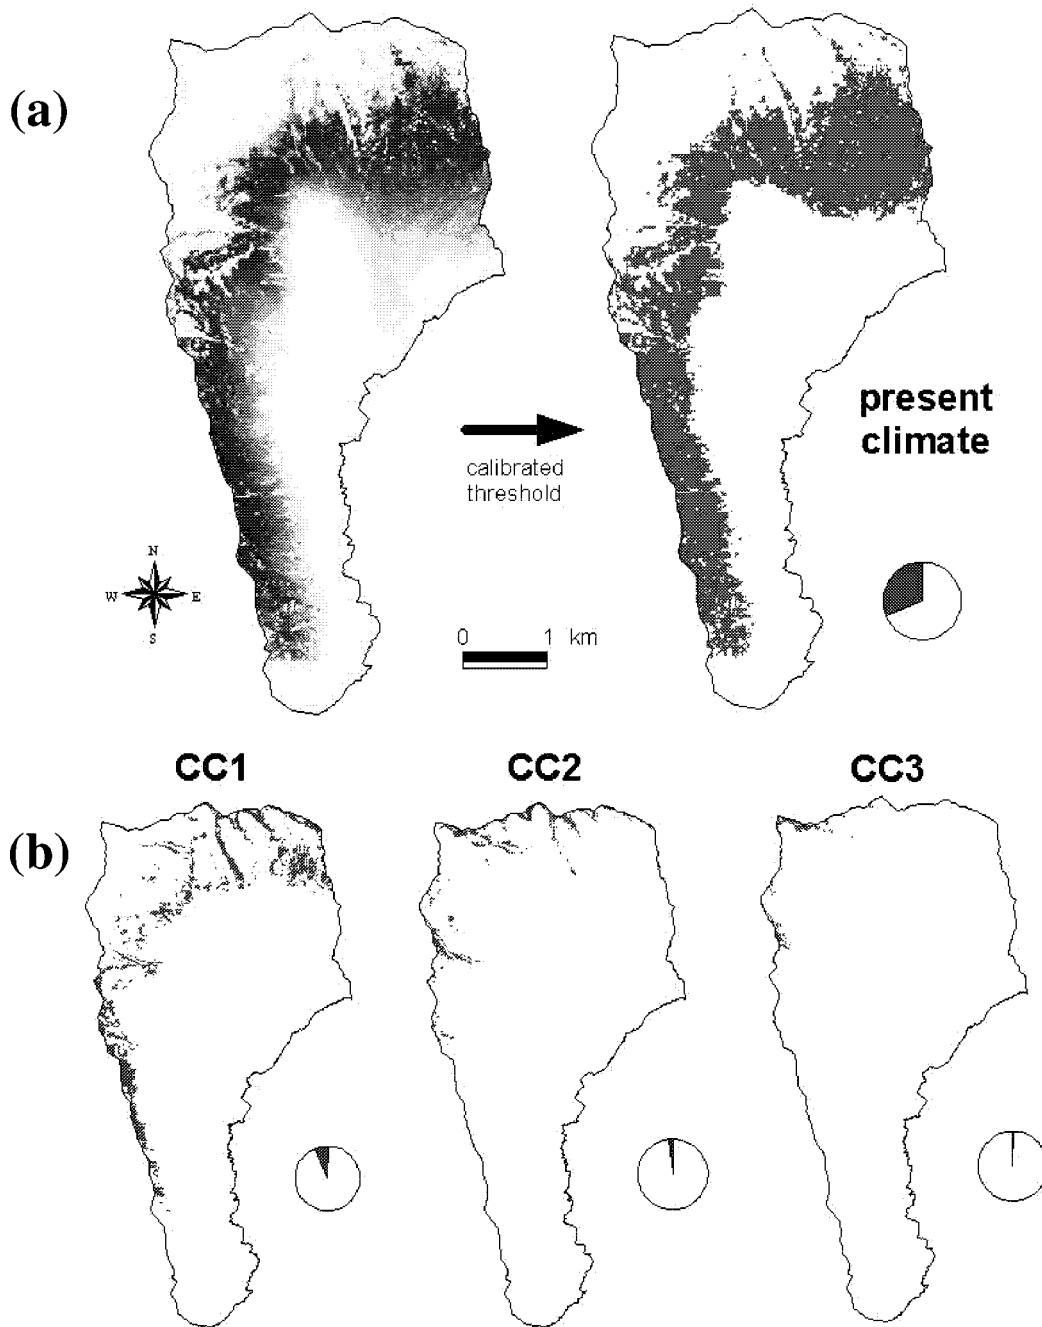 (a)
present
climate
calibrated
threshold
N
W E
S
0 1 km
CC1 CC2 CC3
(b)